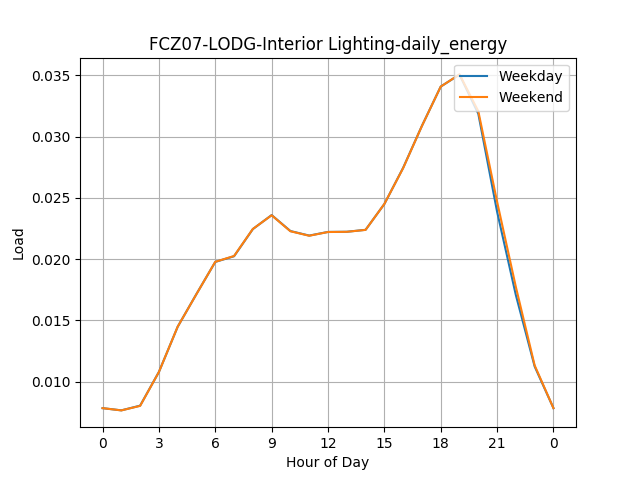 FCZ07-LODG-Interior Lighting-daily_energy
0.035
0.030
0.025
0.020
0.015
0.010
Load
Weekday
Weekend
0 3 6 9 12 15 18 21 0
Hour of Day